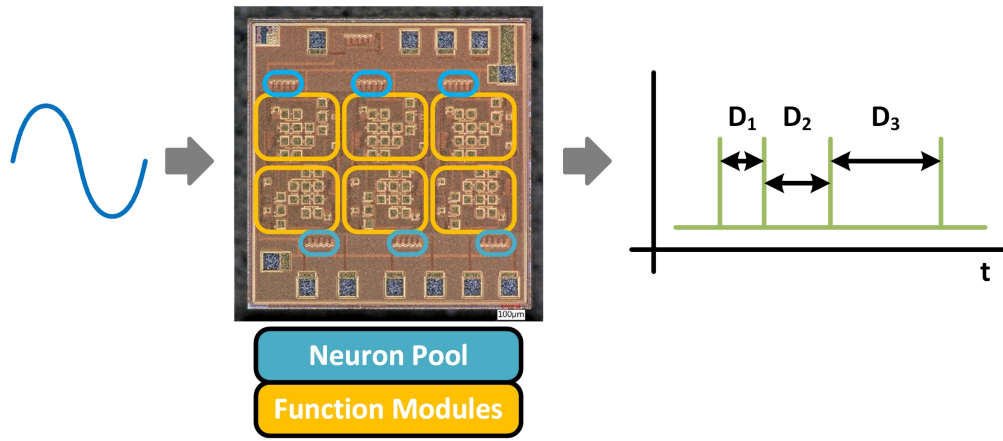 D₁
D₂
D₃
t
100μm
Neuron Pool
Function Modules